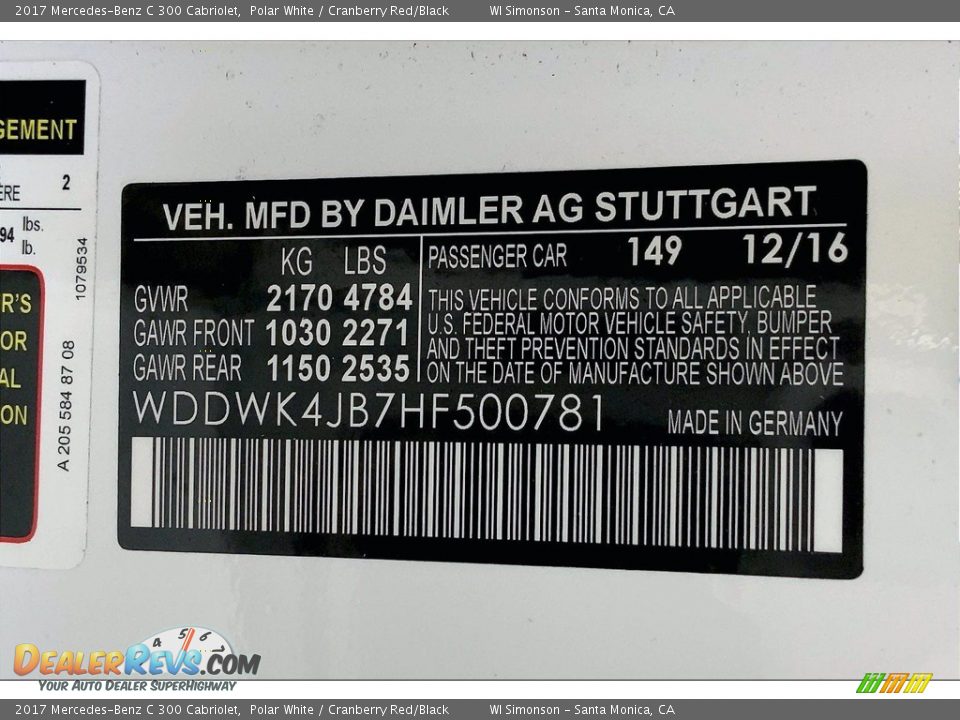 2017 Mercedes-Benz C 300 Cabriolet, Polar White / Cranberry Red/Black WI Simonson - Santa Monica, CA
GEMENT
ÈRE 2
94 lbs.
lb.
1079534
R'S
OR
AL
ON
A 205 584 87 08
VEH. MFD BY DAIMLER AG STUTTGART
KG LBS
GVWR 2170 4784
GAWR FRONT 1030 2271
GAWR REAR 1150 2535
PASSENGER CAR 149 12/16
THIS VEHICLE CONFORMS TO ALL APPLICABLE
U.S. FEDERAL MOTOR VEHICLE SAFETY, BUMPER
AND THEFT PREVENTION STANDARDS IN EFFECT
ON THE DATE OF MANUFACTURE SHOWN ABOVE
WDDWK4JB7HF500781 MADE IN GERMANY
4 5 6 7
DEALERREVS.COM
YOUR AUTO DEALER SUPERHIGHWAY
2017 Mercedes-Benz C 300 Cabriolet, Polar White / Cranberry Red/Black WI Simonson - Santa Monica, CA